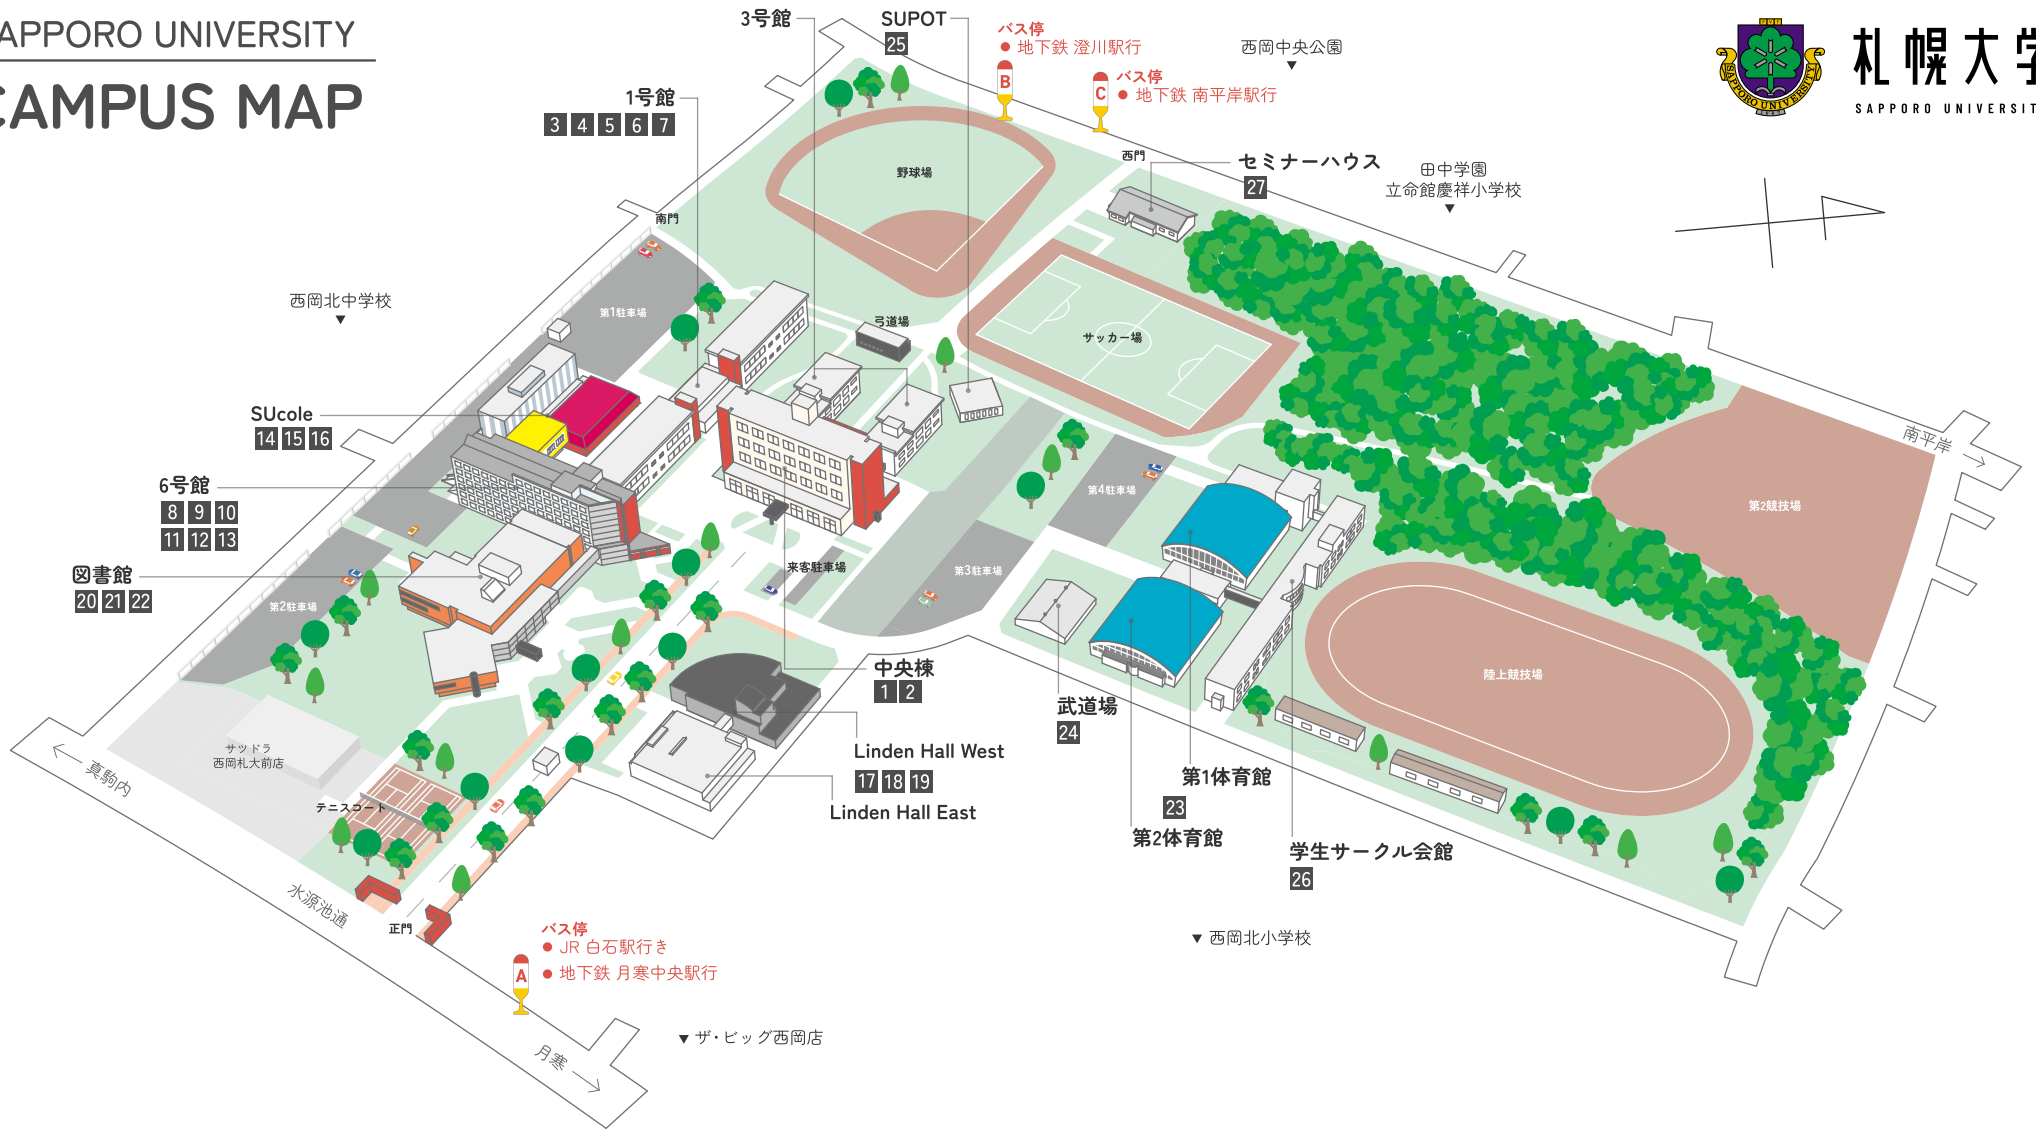 SAPPORO UNIVERSITY
CAMPUS MAP
3号館
SUPOT
25
バス停
地下鉄 澄川駅行
B
バス停
地下鉄 南平岸駅行
C
西岡中央公園
札幌大学
SAPPORO UNIVERSITY
SAPPORO UNIVERSITY
1号館
3 4 5 6 7
西門
セミナーハウス
27
田中学園
立命館慶祥小学校
野球場
南門
西岡北中学校
第1駐車場
弓道場
サッカー場
SUcole
14 15 16
南平岸
6号館
8 9 10
11 12 13
第4駐車場
第2競技場
図書館
20 21 22
第2駐車場
来客駐車場
第3駐車場
中央棟
1 2
陸上競技場
武道場
24
Linden Hall West
17 18 19
Linden Hall East
第1体育館
23
第2体育館
学生サークル会館
26
サツドラ
西岡札大前店
真駒内
テニスコート
水源池通
正門
バス停
JR 白石駅行き
地下鉄 月寒中央駅行
A
西岡北小学校
ザ・ビッグ西岡店
月寒